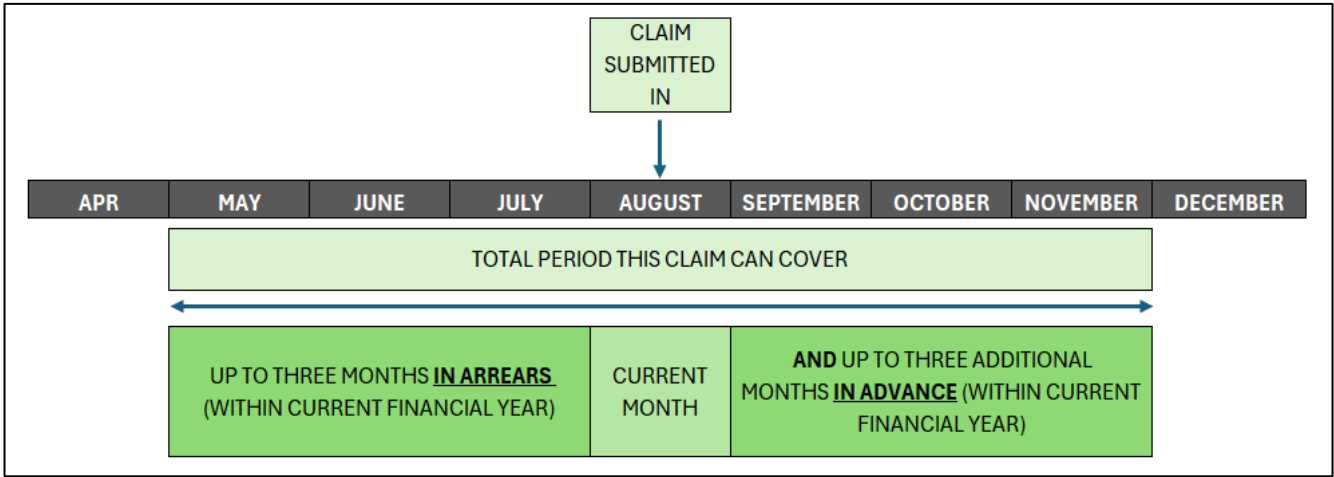 CLAIM
SUBMITTED
IN
APR MAY JUNE JULY AUGUST SEPTEMBER OCTOBER NOVEMBER DECEMBER
TOTAL PERIOD THIS CLAIM CAN COVER
UP TO THREE MONTHS IN ARREARS
(WITHIN CURRENT FINANCIAL YEAR)
CURRENT
MONTH
AND UP TO THREE ADDITIONAL
MONTHS IN ADVANCE (WITHIN CURRENT
FINANCIAL YEAR)